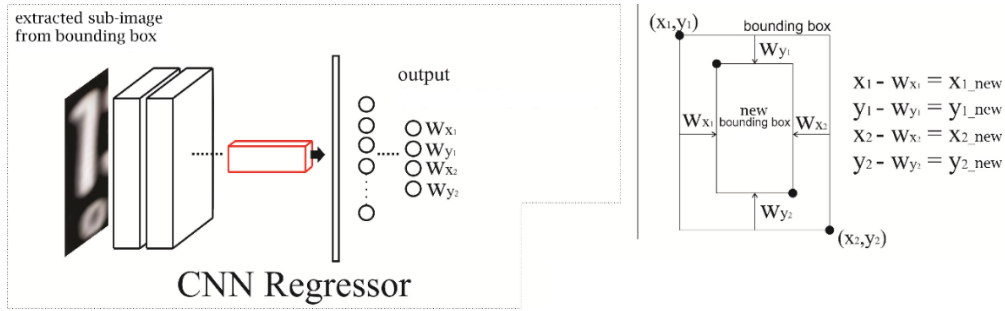 extracted sub-image
from bounding box
output
Wx₁
Wy₁
Wx₂
Wy₂
CNN Regressor
(x₁,y₁)
bounding box
Wy₁
Wx₁
new
bounding box
Wx₂
Wy₂
(x₂,y₂)
x₁ - wx₁ = x₁_new
y₁ - wy₁ = y₁_new
x₂ - wx₂ = x₂_new
y₂ - wy₂ = y₂_new